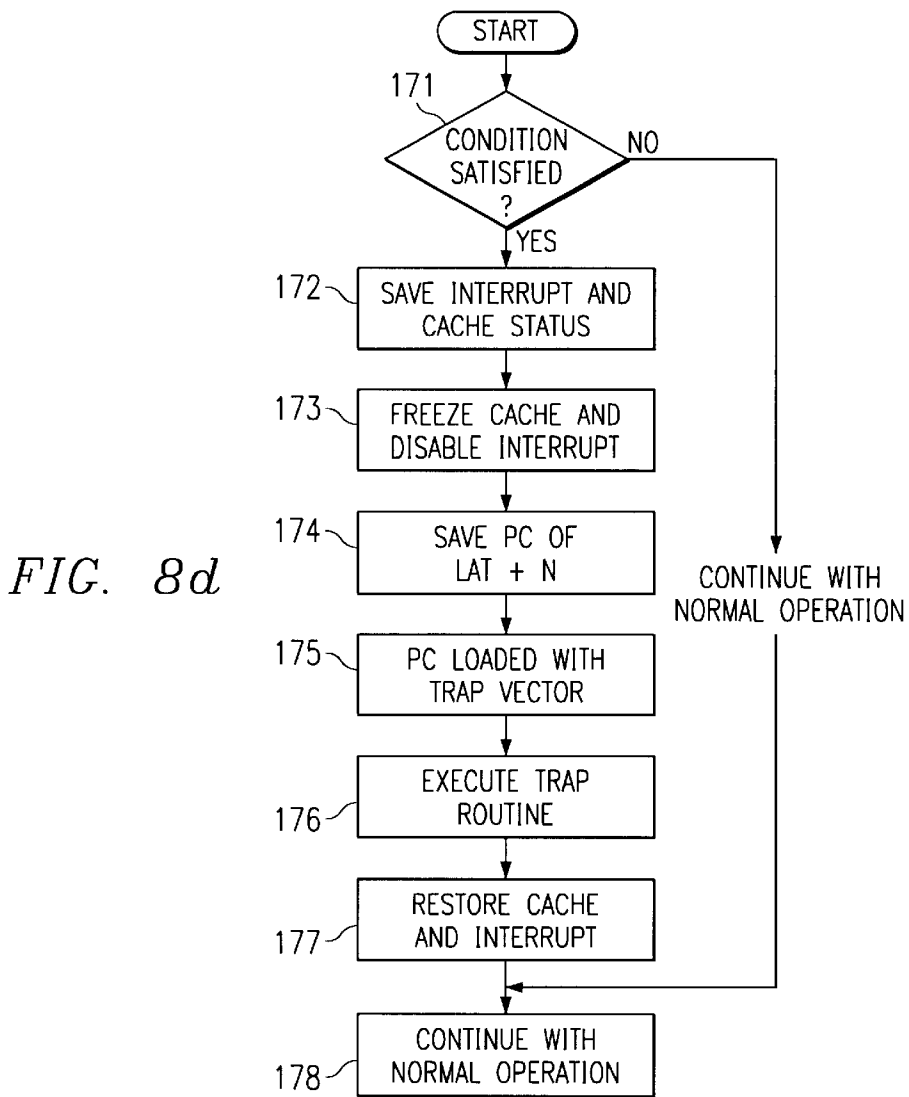 START
171
CONDITION
SATISFIED
?
NO
YES
172
SAVE INTERRUPT AND
CACHE STATUS
173
FREEZE CACHE AND
DISABLE INTERRUPT
174
SAVE PC OF
LAT + N
FIG. 8d
CONTINUE WITH
NORMAL OPERATION
175
PC LOADED WITH
TRAP VECTOR
176
EXECUTE TRAP
ROUTINE
177
RESTORE CACHE
AND INTERRUPT
178
CONTINUE WITH
NORMAL OPERATION